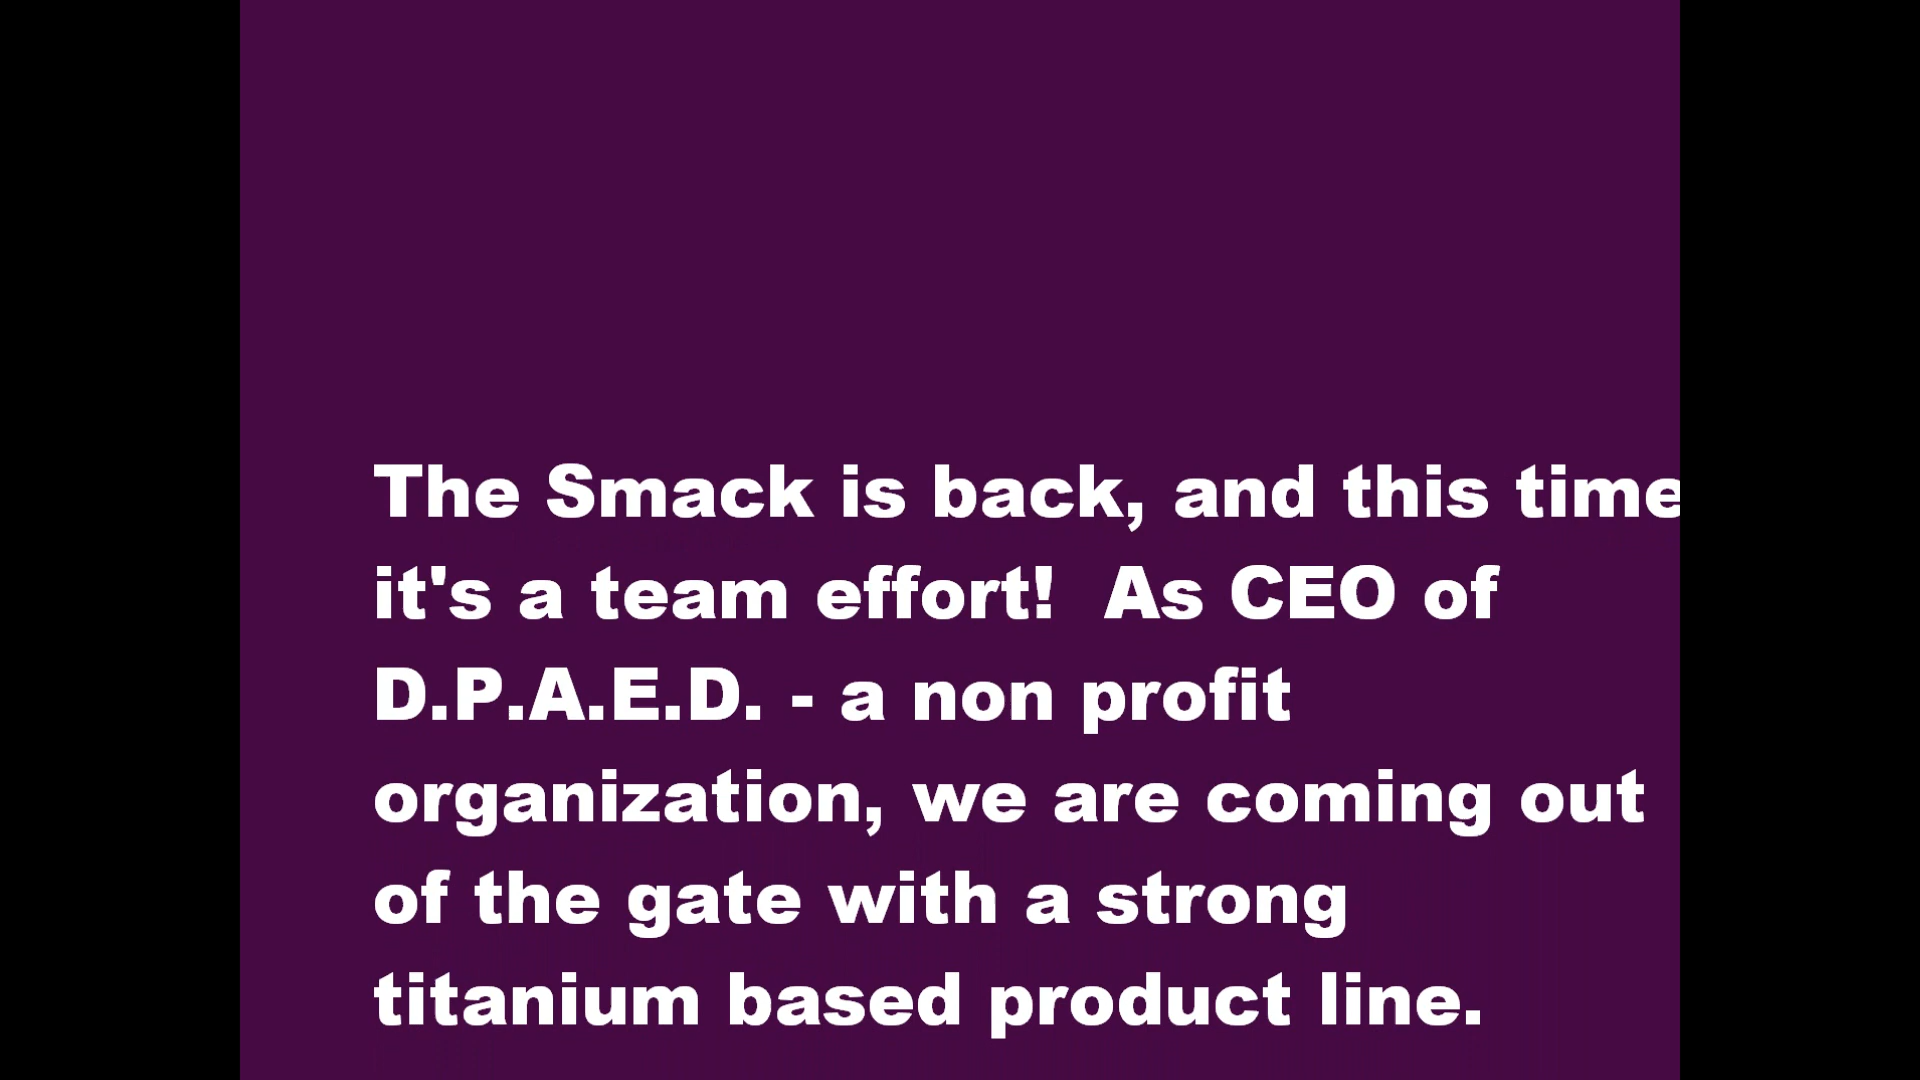 The Smack is back, and this time
it's a team effort!  As CEO of
D.P.A.E.D. - a non profit
organization, we are coming out
of the gate with a strong
titanium based product line.